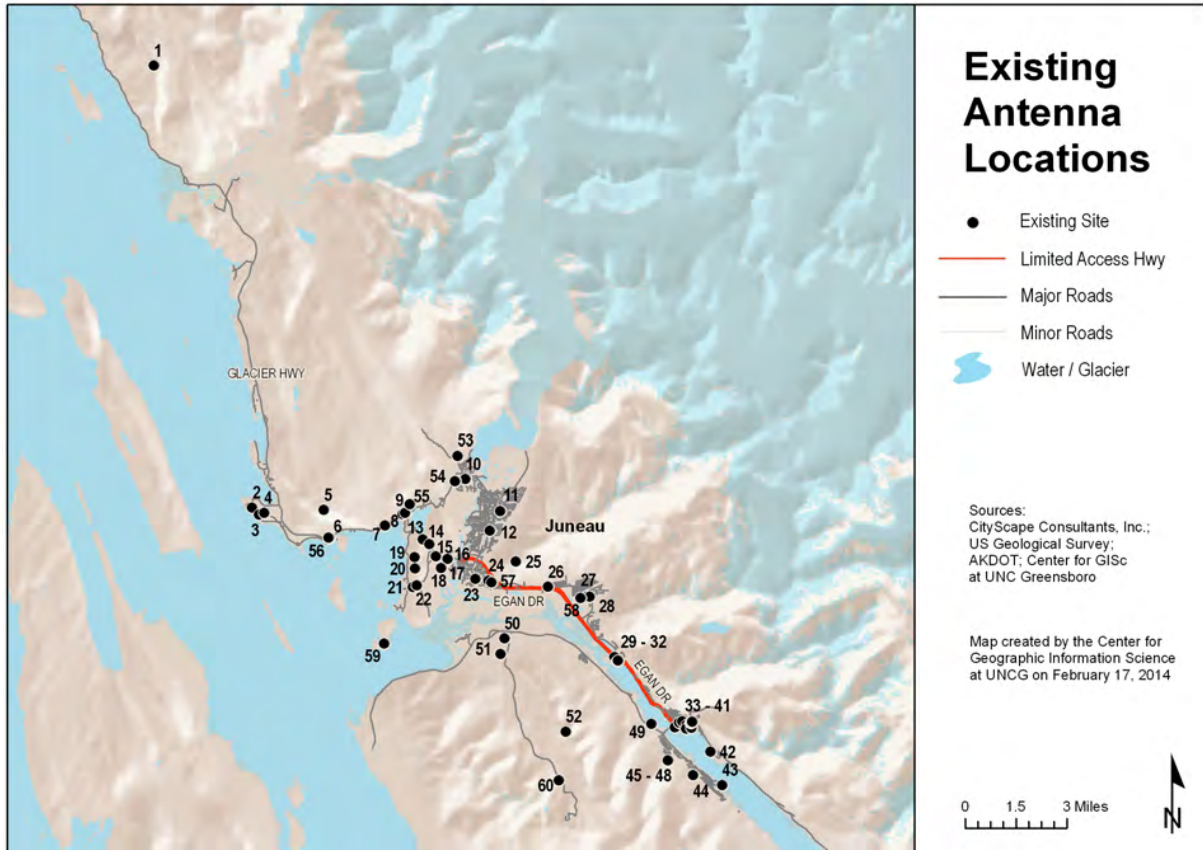 Existing
Antenna
Locations
Existing Site
Limited Access Hwy
Major Roads
Minor Roads
Water / Glacier
Sources:
CityScape Consultants, Inc.;
US Geological Survey;
AKDOT; Center for GISc
at UNC Greensboro
Map created by the Center for
Geographic Information Science
at UNCG on February 17, 2014
0 1.5 3 Miles
N
1
GLACIER HWY
53
10
54
2 4
5
9 55
11
3
6
7
8
13
14
12
Juneau
56
19
15
16
25
20
18
17
24
26
27
21
22
23
57
EGAN DR
58
28
50
59
51
29 - 32
EGAN DR
33 - 41
52
49
42
60
45 - 48
43
44